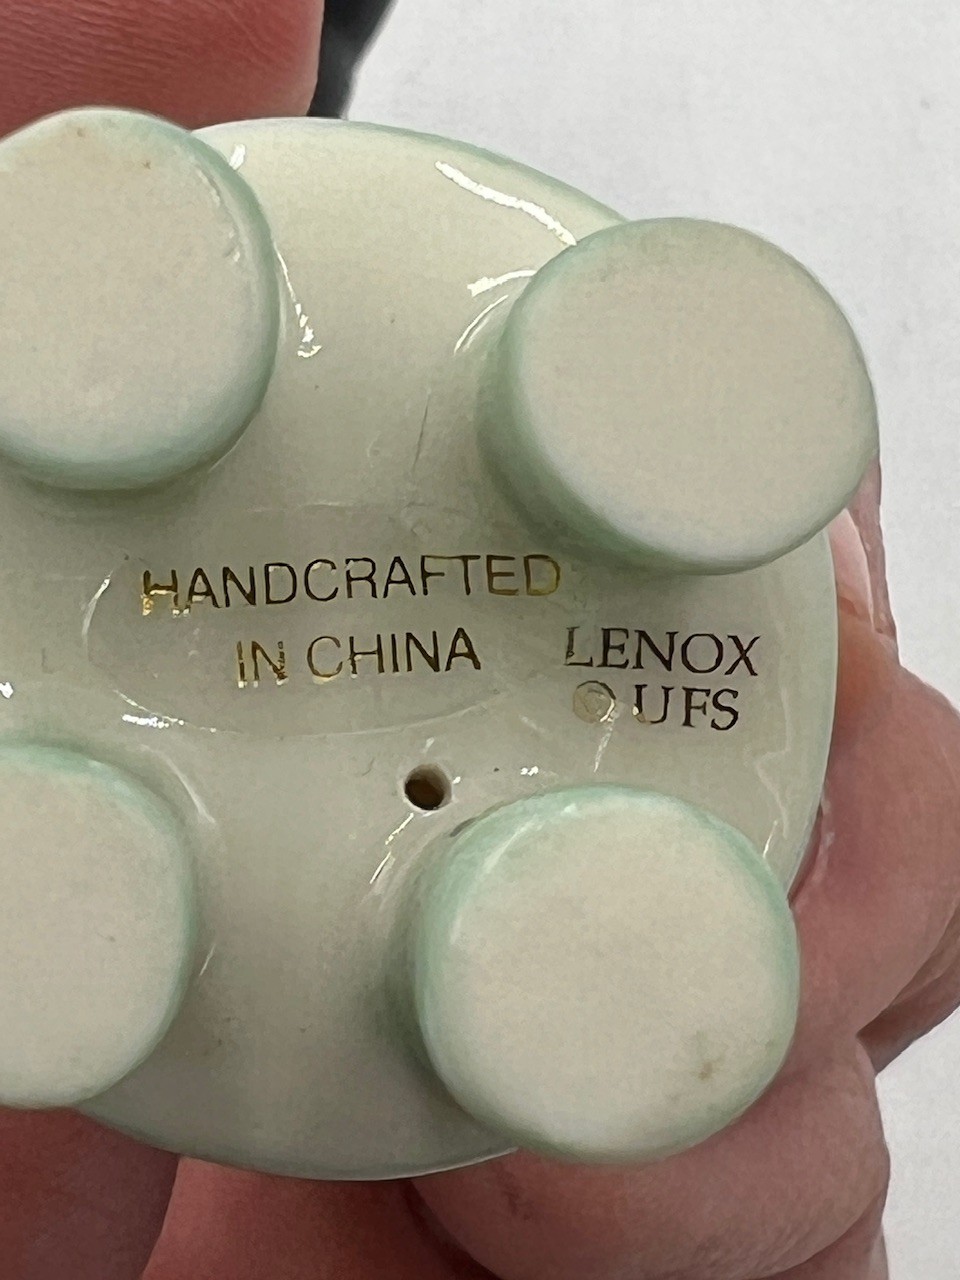 HANDCRAFTED
IN CHINA
LENOX
© UFS